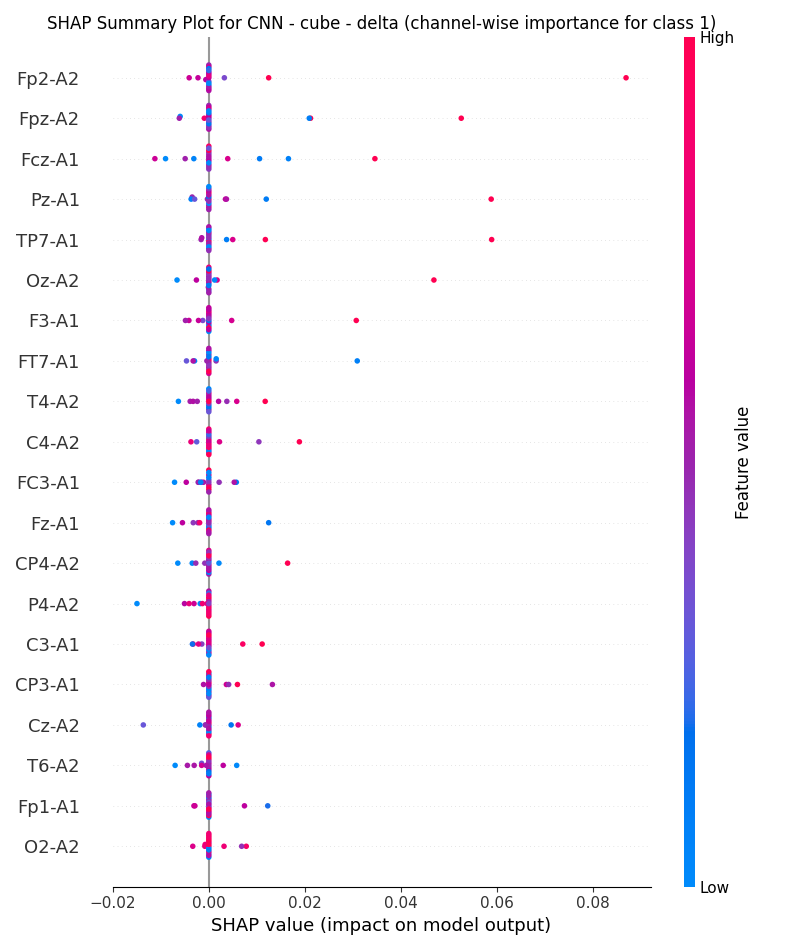 SHAP Summary Plot for CNN - cube - delta (channel-wise importance for class 1)
High
Fp2-A2
Fpz-A2
Fcz-A1
Pz-A1
TP7-A1
Oz-A2
F3-A1
FT7-A1
T4-A2
C4-A2
FC3-A1
Fz-A1
CP4-A2
P4-A2
C3-A1
CP3-A1
Cz-A2
T6-A2
Fp1-A1
O2-A2
Feature value
Low
−0.02 0.00 0.02 0.04 0.06 0.08
SHAP value (impact on model output)